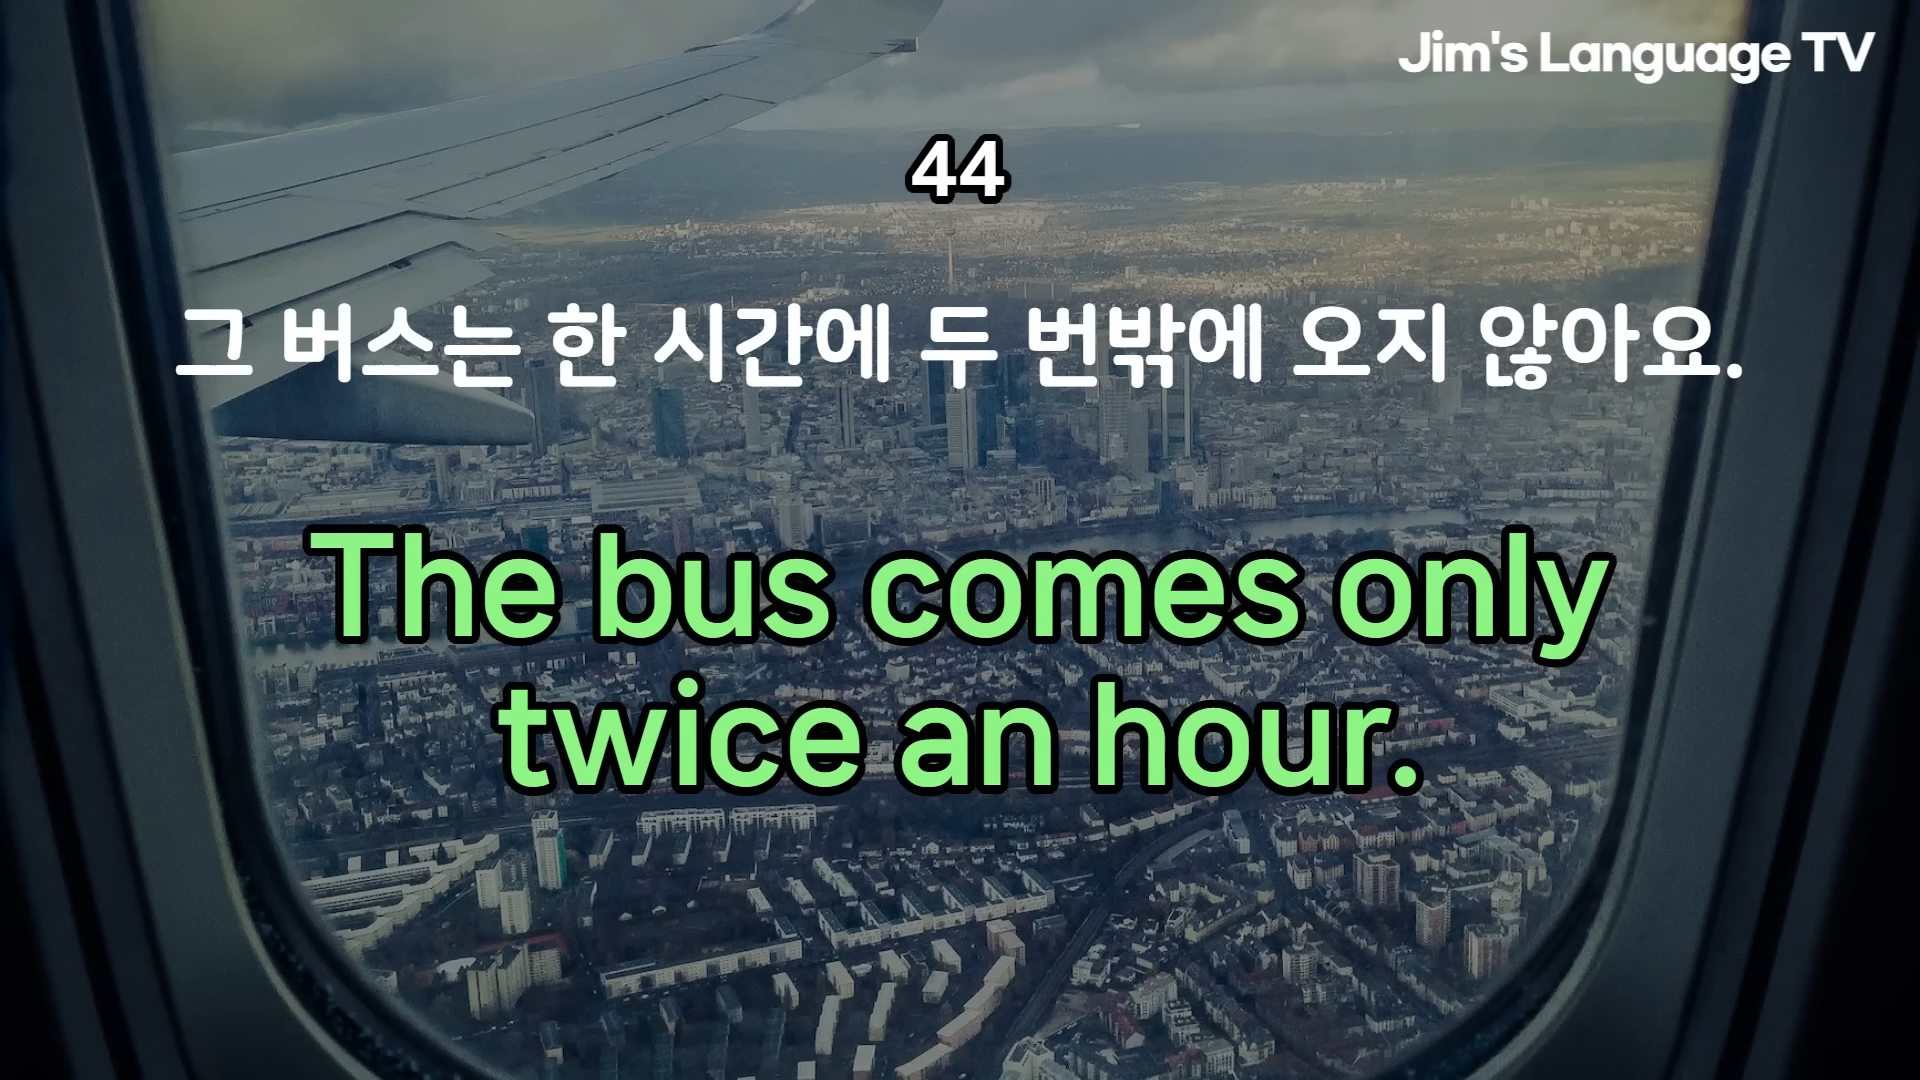 Jim's Language TV
44
그 버스는 한 시간에 두 번밖에 오지 않아요.
The bus comes only
twice an hour.